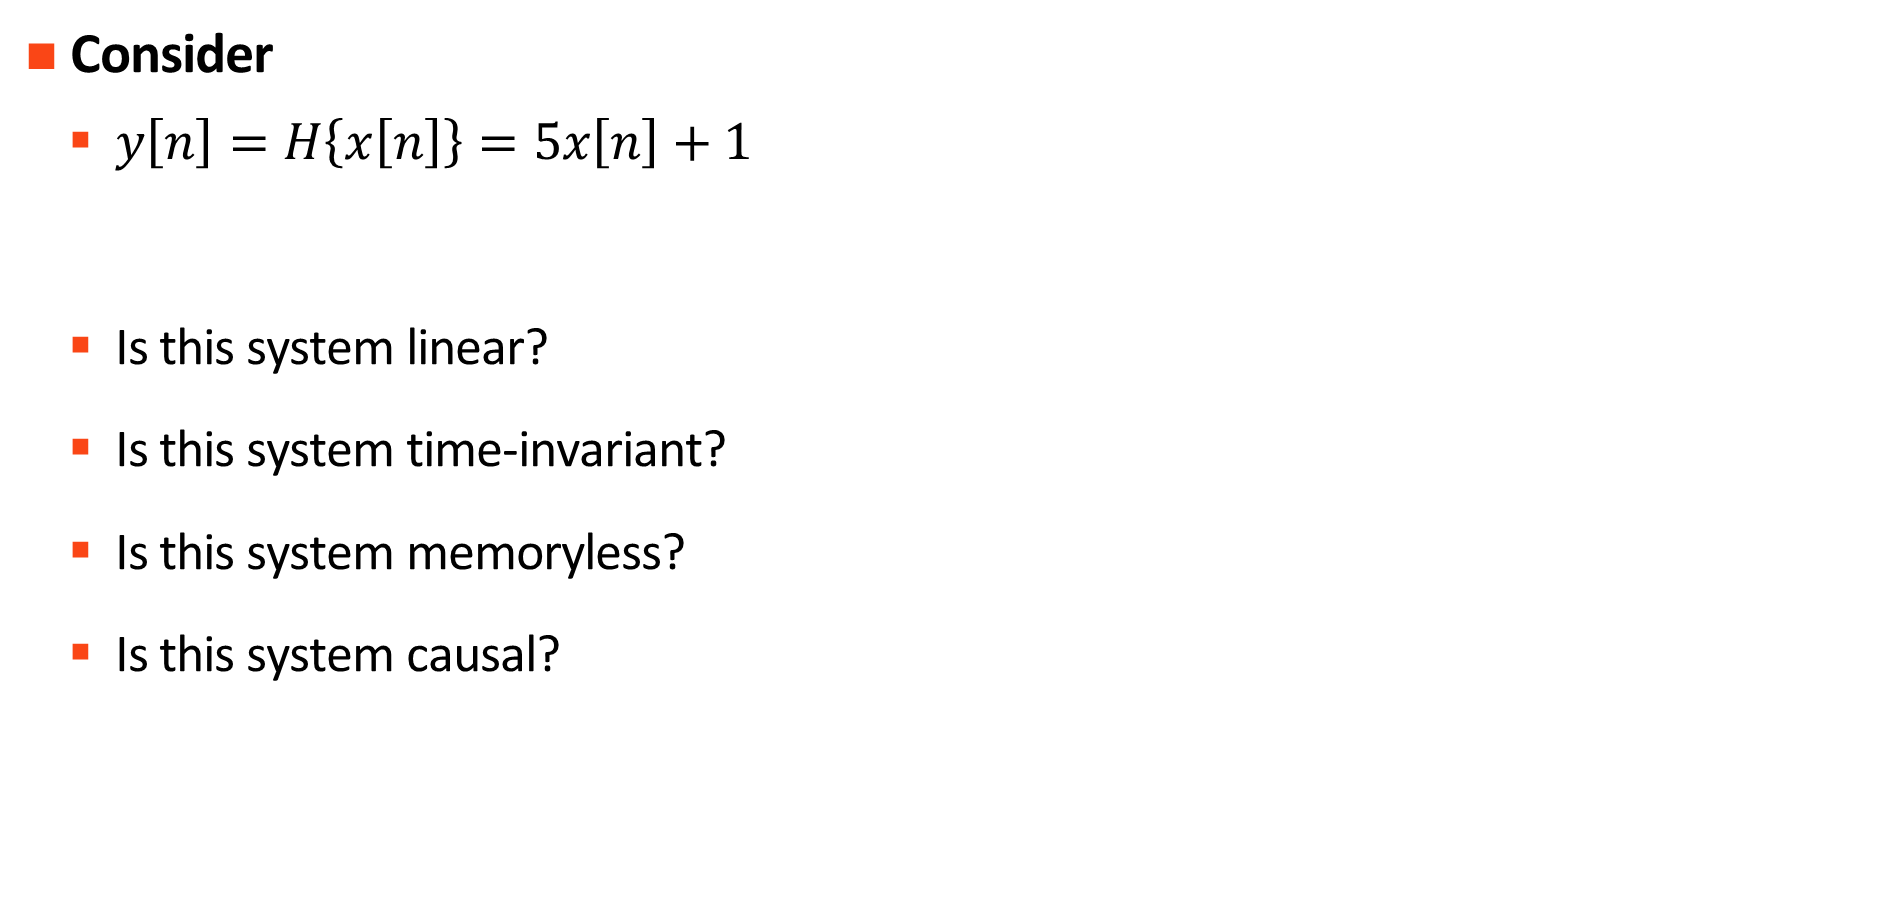 Consider
y[n] = H{x[n]} = 5x[n] + 1
Is this system linear?
Is this system time-invariant?
Is this system memoryless?
Is this system causal?